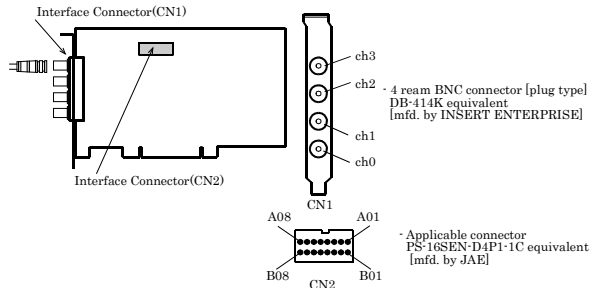 Interface Connector(CN1)
ch3
ch2
ch1
ch0
- 4 ream BNC connector [plug type]
DB-414K equivalent
[mfd. by INSERT ENTERPRISE]
Interface Connector(CN2)
CN1
A08
A01
B08
B01
CN2
- Applicable connector
PS-16SEN-D4P1-1C equivalent
[mfd. by JAE]